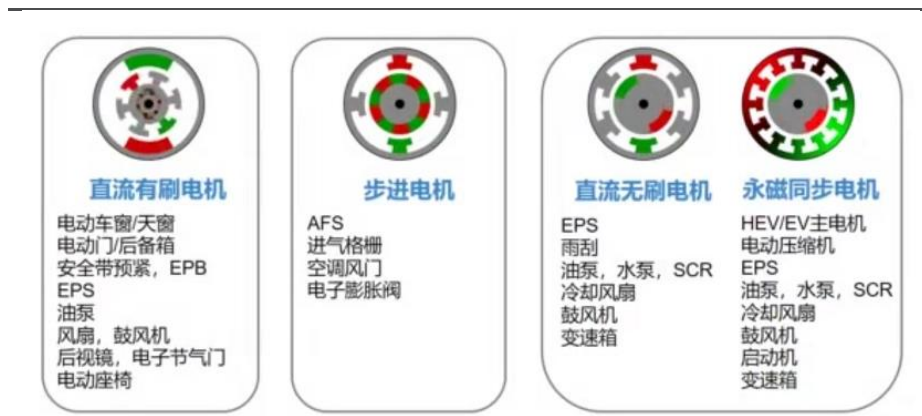 直流有刷电机
电动车窗/天窗
电动门/后备箱
安全带预紧，EPB
EPS
油泵
风扇，鼓风机
后视镜，电子节气门
电动座椅
步进电机
AFS
进气格栅
空调风门
电子膨胀阀
直流无刷电机
EPS
雨刮
油泵，水泵，SCR
冷却风扇
鼓风机
变速箱
永磁同步电机
HEV/EV主电机
电动压缩机
EPS
油泵，水泵，SCR
冷却风扇
鼓风机
启动机
变速箱